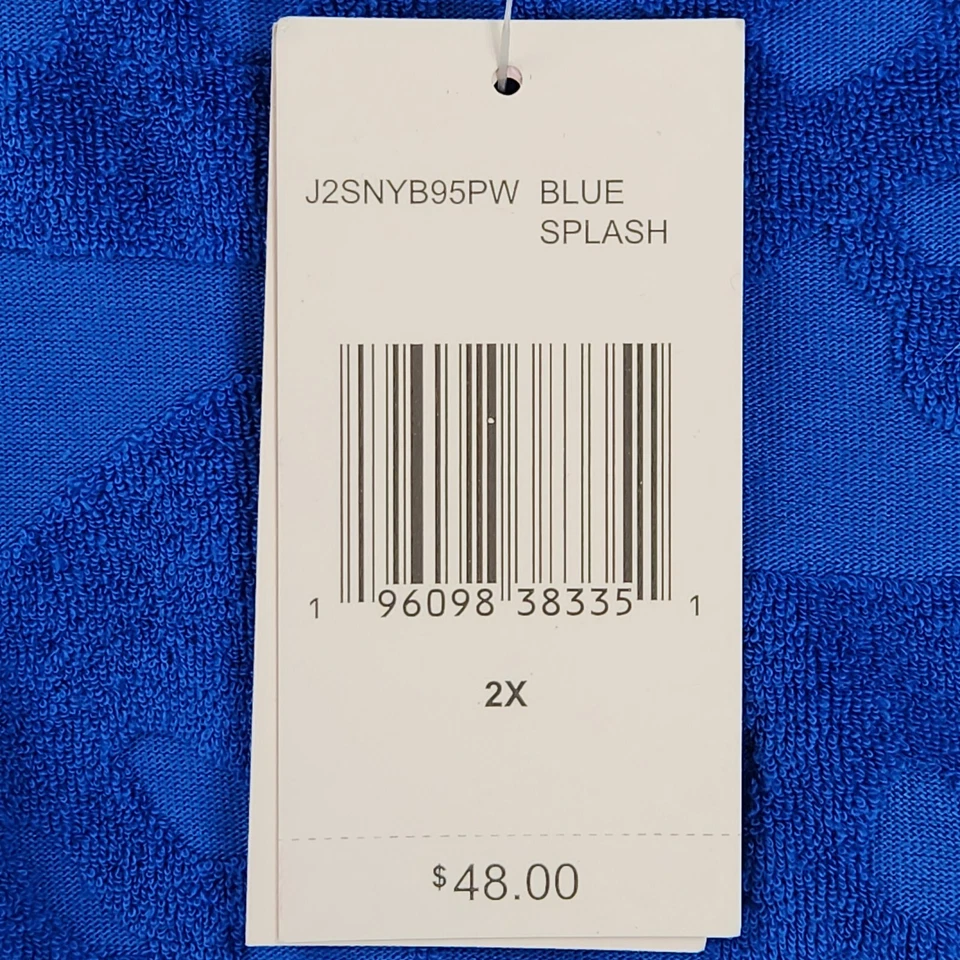 J2SNYB95PW BLUE
SPLASH
1 96098 38335 1
2X
$48.00